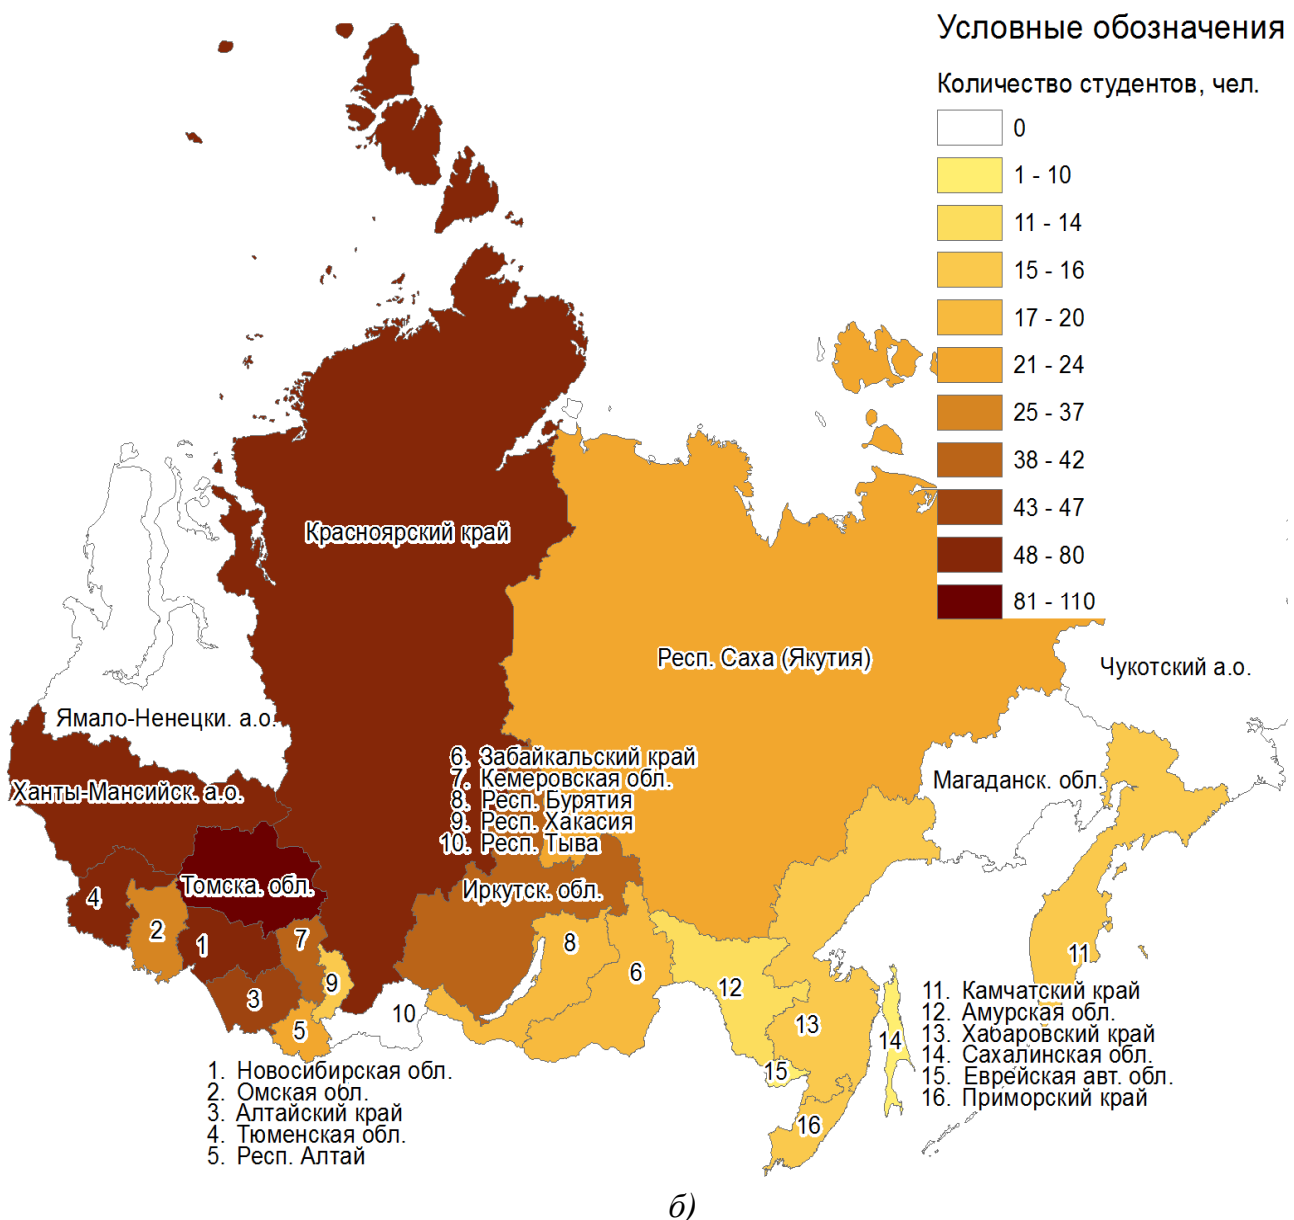 Условные обозначения
Количество студентов, чел.
0
1 - 10
11 - 14
15 - 16
17 - 20
21 - 24
25 - 37
38 - 42
43 - 47
48 - 80
81 - 110
Красноярский край
Респ. Саха (Якутия)
Чукотский а.о.
Ямало-Ненецки. а.о.
Ханты-Мансийск. а.о.
Магаданск. обл.
6. Забайкальский край
7. Кемеровская обл.
8. Респ. Бурятия
9. Респ. Хакасия
10. Респ. Тыва
Томска. обл.
Иркутск. обл.
4
2
1
7
3
9
5
10
8
6
12
13
15
16
14
11
11. Камчатский край
12. Амурская обл.
13. Хабаровский край
14. Сахалинская обл.
15. Еврейская авт. обл.
16. Приморский край
1. Новосибирская обл.
2. Омская обл.
3. Алтайский край
4. Тюменская обл.
5. Респ. Алтай
б)